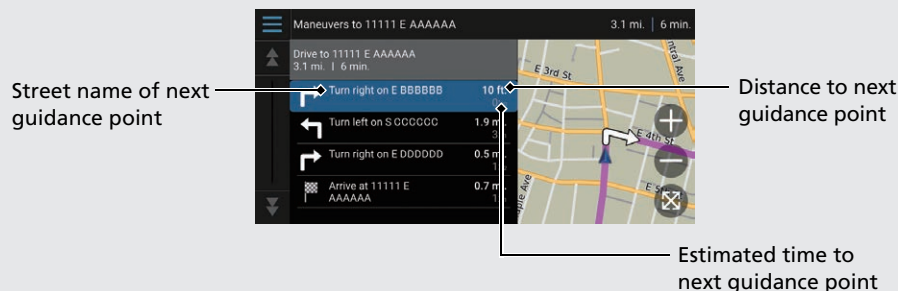 Maneuvers to 11111 E AAAAAA 3.1 mi. | 6 min.
Drive to 11111 E AAAAAA
3.1 mi. | 6 min.
Turn right on E BBBBBB 10 ft
Turn left on S CCCCCC 1.9
Turn right on E DDDDDD 0.5
Arrive at 11111 E 0.7
AAAAAA
E 3rd St
Ave
E 4th St
Ave
Street name of next
guidance point
Distance to next
guidance point
Estimated time to
next guidance point